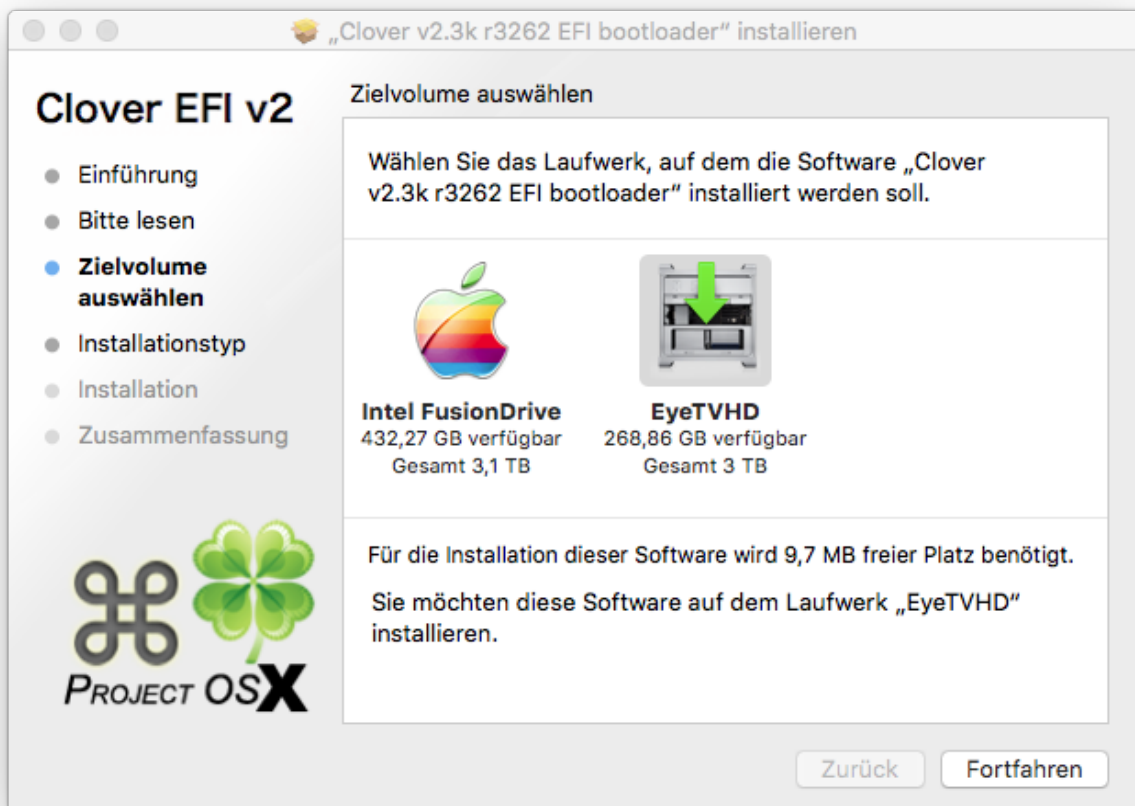 „Clover v2.3k r3262 EFI bootloader“ installieren
Clover EFI v2
Einführung
Bitte lesen
Zielvolume
auswählen
Installationstyp
Installation
Zusammenfassung
PROJECT OSX
Zielvolume auswählen
Wählen Sie das Laufwerk, auf dem die Software „Clover
v2.3k r3262 EFI bootloader“ installiert werden soll.
Intel FusionDrive
432,27 GB verfügbar
Gesamt 3,1 TB
EyeTVHD
268,86 GB verfügbar
Gesamt 3 TB
Für die Installation dieser Software wird 9,7 MB freier Platz benötigt.
Sie möchten diese Software auf dem Laufwerk „EyeTVHD“
installieren.
Zurück
Fortfahren